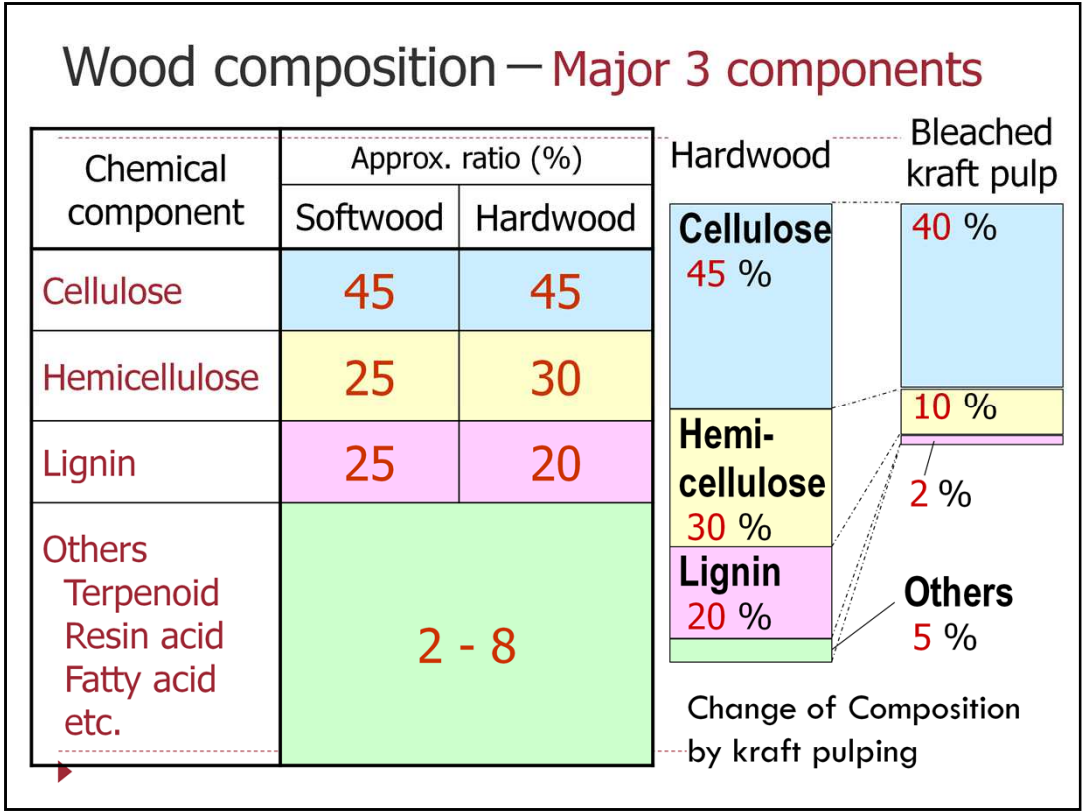 Wood composition – Major 3 components
Chemical
component
Approx. ratio (%)
Softwood
Hardwood
Cellulose
45
45
Hemicellulose
25
30
Lignin
25
20
Others
Terpenoid
Resin acid
Fatty acid
etc.
2 - 8
Hardwood
Cellulose
45 %
Hemi-
cellulose
30 %
Lignin
20 %
Bleached
kraft pulp
40 %
10 %
2 %
Others
5 %
Change of Composition
by kraft pulping